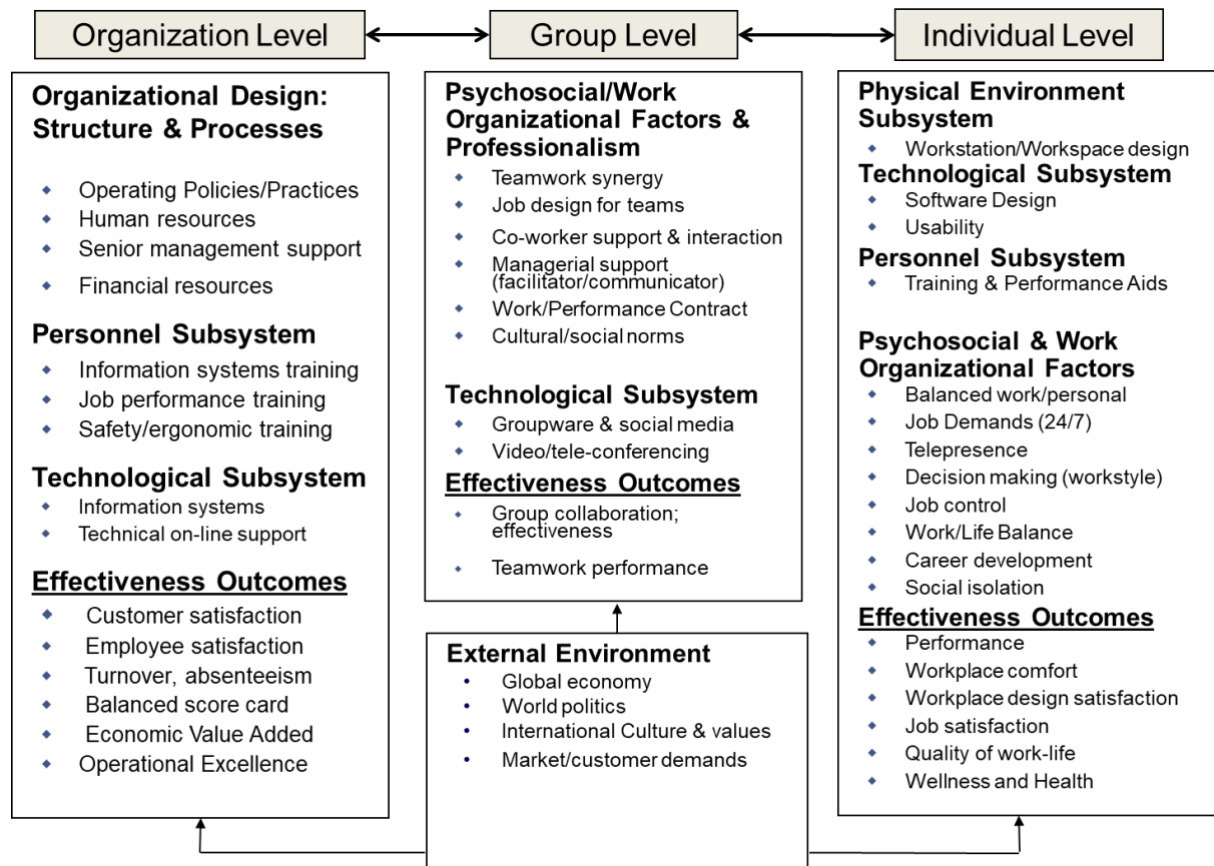 Organization Level
Group Level
Individual Level
Organizational Design:
Structure & Processes
Operating Policies/Practices
Human resources
Senior management support
Financial resources
Personnel Subsystem
Information systems training
Job performance training
Safety/ergonomic training
Technological Subsystem
Information systems
Technical on-line support
Effectiveness Outcomes
Customer satisfaction
Employee satisfaction
Turnover, absenteeism
Balanced score card
Economic Value Added
Operational Excellence
Psychosocial/Work
Organizational Factors &
Professionalism
Teamwork synergy
Job design for teams
Co-worker support & interaction
Managerial support
(facilitator/communicator)
Work/Performance Contract
Cultural/social norms
Technological Subsystem
Groupware & social media
Video/tele-conferencing
Effectiveness Outcomes
Group collaboration;
effectiveness
Teamwork performance
External Environment
Global economy
World politics
International Culture & values
Market/customer demands
Physical Environment
Subsystem
Workstation/Workspace design
Technological Subsystem
Software Design
Usability
Personnel Subsystem
Training & Performance Aids
Psychosocial & Work
Organizational Factors
Balanced work/personal
Job Demands (24/7)
Telepresence
Decision making (workstyle)
Job control
Work/Life Balance
Career development
Social isolation
Effectiveness Outcomes
Performance
Workplace comfort
Workplace design satisfaction
Job satisfaction
Quality of work-life
Wellness and Health